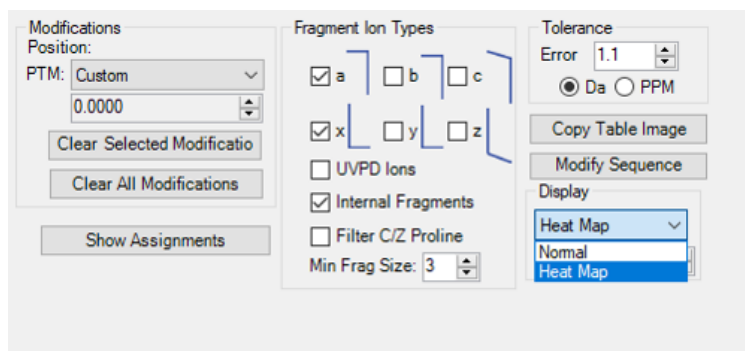 Modifications
Position:
PTM: Custom
0.0000
Clear Selected Modificatio
Clear All Modifications
Show Assignments
Fragment Ion Types
a b c
x y z
UVPD Ions
Internal Fragments
Filter C/Z Proline
Min Frag Size: 3
Tolerance
Error 1.1
Da PPM
Copy Table Image
Modify Sequence
Display
Heat Map
Normal
Heat Map